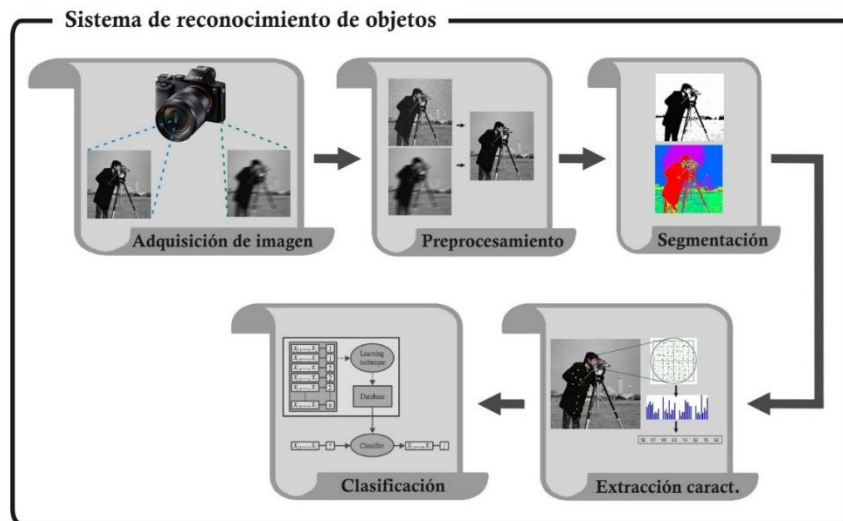 Sistema de reconocimiento de objetos
Adquisición de imagen
Preprocesamiento
Segmentación
Learning
technique
Database
Classifier
Clasificación
Extracción caract.